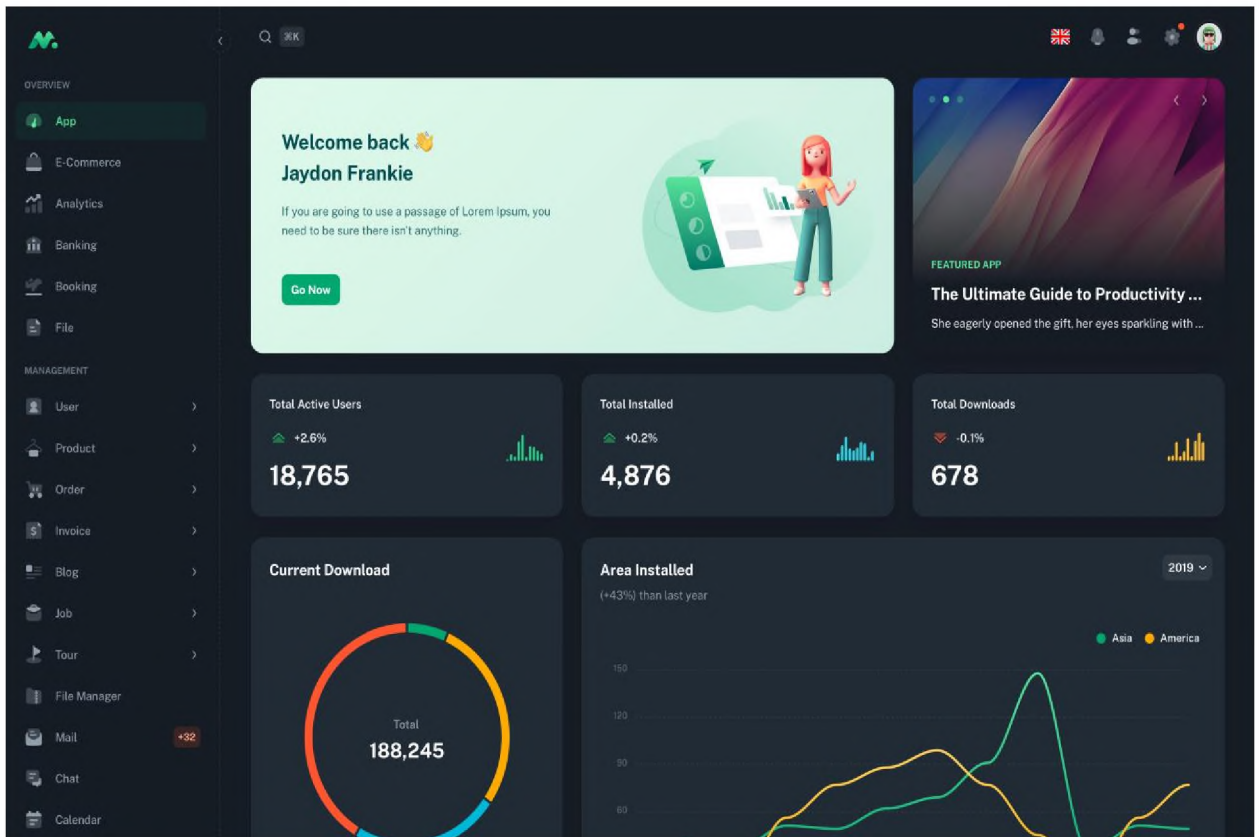 ⌘K
OVERVIEW
App
E-Commerce
Analytics
Banking
Booking
File
MANAGEMENT
User
Product
Order
Invoice
Blog
Job
Tour
File Manager
Mail
+32
Chat
Calendar
Welcome back 👋
Jaydon Frankie
If you are going to use a passage of Lorem Ipsum, you
need to be sure there isn't anything.
Go Now
FEATURED APP
The Ultimate Guide to Productivity ...
She eagerly opened the gift, her eyes sparkling with ...
Total Active Users
+2.6%
18,765
Total Installed
+0.2%
4,876
Total Downloads
-0.1%
678
Current Download
Total
188,245
Area Installed
(+43%) than last year
2019
Asia
America
150
120
90
60